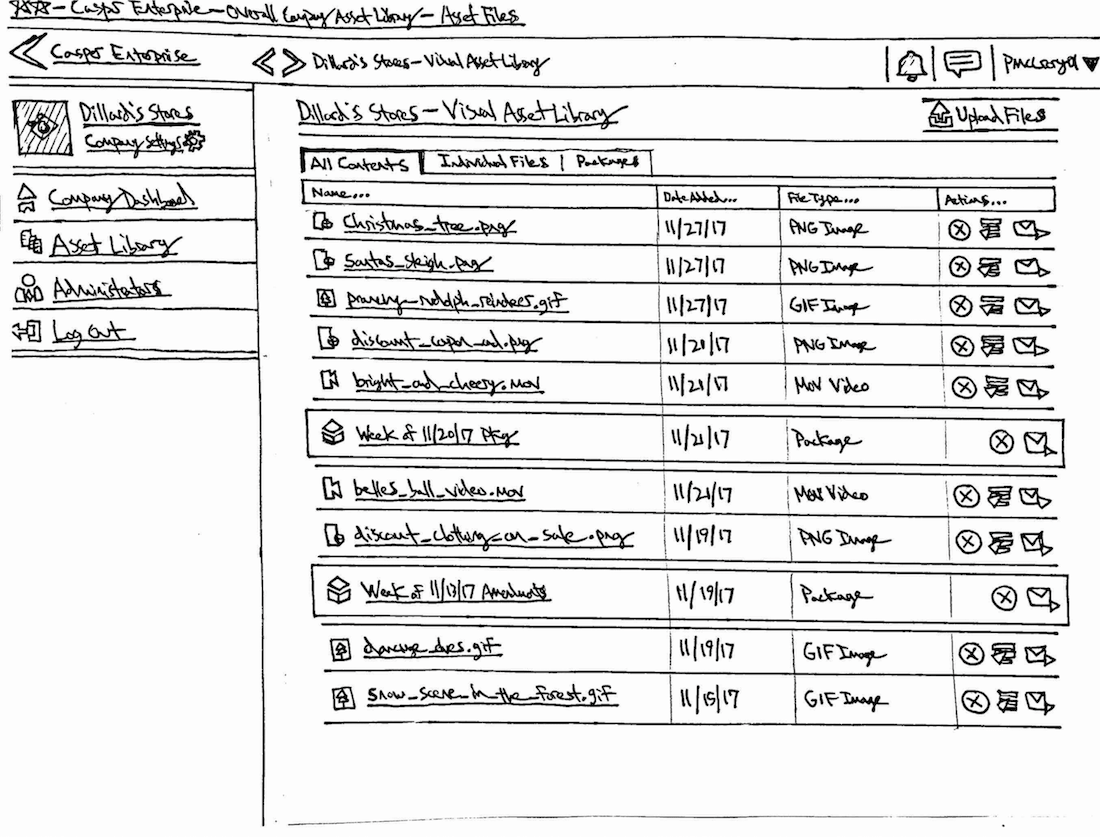 - Casper Enterprise - Overall Company Asset Library - Asset Files
Casper Enterprise
Dillard's Stores - Visual Asset Library
Dillard's Stores
Company Settings
Company Dashboard
Asset Library
Administrators
Log Out
Dillard's Stores - Visual Asset Library
Upload Files
All Contents | Individual Files | Packages
Name... Date Added... File Type... Actions...
Christmas_tree.png 11/27/17 PNG Image
Santas_sleigh.png 11/27/17 PNG Image
prancing_rudolph_reindeer.gif 11/27/17 GIF Image
discount_copon_ad.png 11/21/17 PNG Image
bright_and_cheery.MOV 11/21/17 MOV Video
Week of 11/20/17 Pkg 11/21/17 Package
belles_ball_video.MOV 11/21/17 MOV Video
discount_clothing_on_sale.png 11/19/17 PNG Image
Week of 11/13/17 11/19/17 Package
11/19/17 GIF Image
Snow_scene_in_the_forest.gif 11/15/17 GIF Image